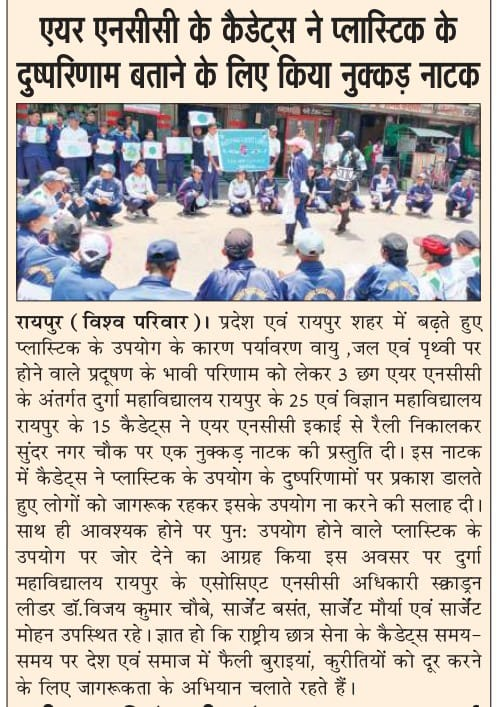 एयर एनसीसी के कैडेट्स ने प्लास्टिक के
दुष्परिणाम बताने के लिए किया नुक्कड़ नाटक
रायपुर ( विश्व परिवार )। प्रदेश एवं रायपुर शहर में बढ़ते हुए
प्लास्टिक के उपयोग के कारण पर्यावरण वायु ,जल एवं पृथ्वी पर
होने वाले प्रदूषण के भावी परिणाम को लेकर 3 छग एयर एनसीसी
के अंतर्गत दुर्गा महाविद्यालय रायपुर के 25 एवं विज्ञान महाविद्यालय
रायपुर के 15 कैडेट्स ने एयर एनसीसी इकाई से रैली निकालकर
सुंदर नगर चौक पर एक नुक्कड़ नाटक की प्रस्तुति दी। इस नाटक
में कैडेट्स ने प्लास्टिक के उपयोग के दुष्परिणामों पर प्रकाश डालते
हुए लोगों को जागरूक रहकर इसके उपयोग ना करने की सलाह दी।
साथ ही आवश्यक होने पर पुन: उपयोग होने वाले प्लास्टिक के
उपयोग पर जोर देने का आग्रह किया इस अवसर पर दुर्गा
महाविद्यालय रायपुर के एसोसिएट एनसीसी अधिकारी स्क्वाड्रन
लीडर डॉ.विजय कुमार चौबे, सार्जेंट बसंत, सार्जेंट मौर्या एवं सार्जेंट
मोहन उपस्थित रहे। ज्ञात हो कि राष्ट्रीय छात्र सेना के कैडेट्स समय-
समय पर देश एवं समाज में फैली बुराइयां, कुरीतियों को दूर करने
के लिए जागरूकता के अभियान चलाते रहते हैं।